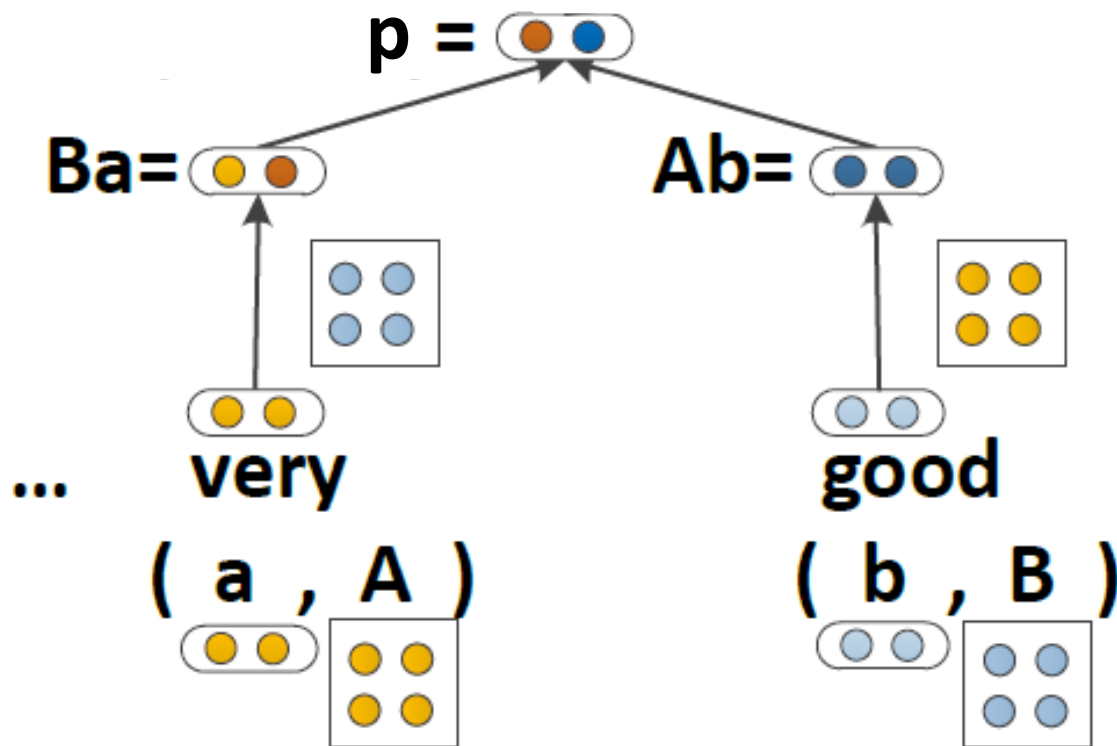 p =
Ba= Ab=
... very good
( a , A ) ( b , B )